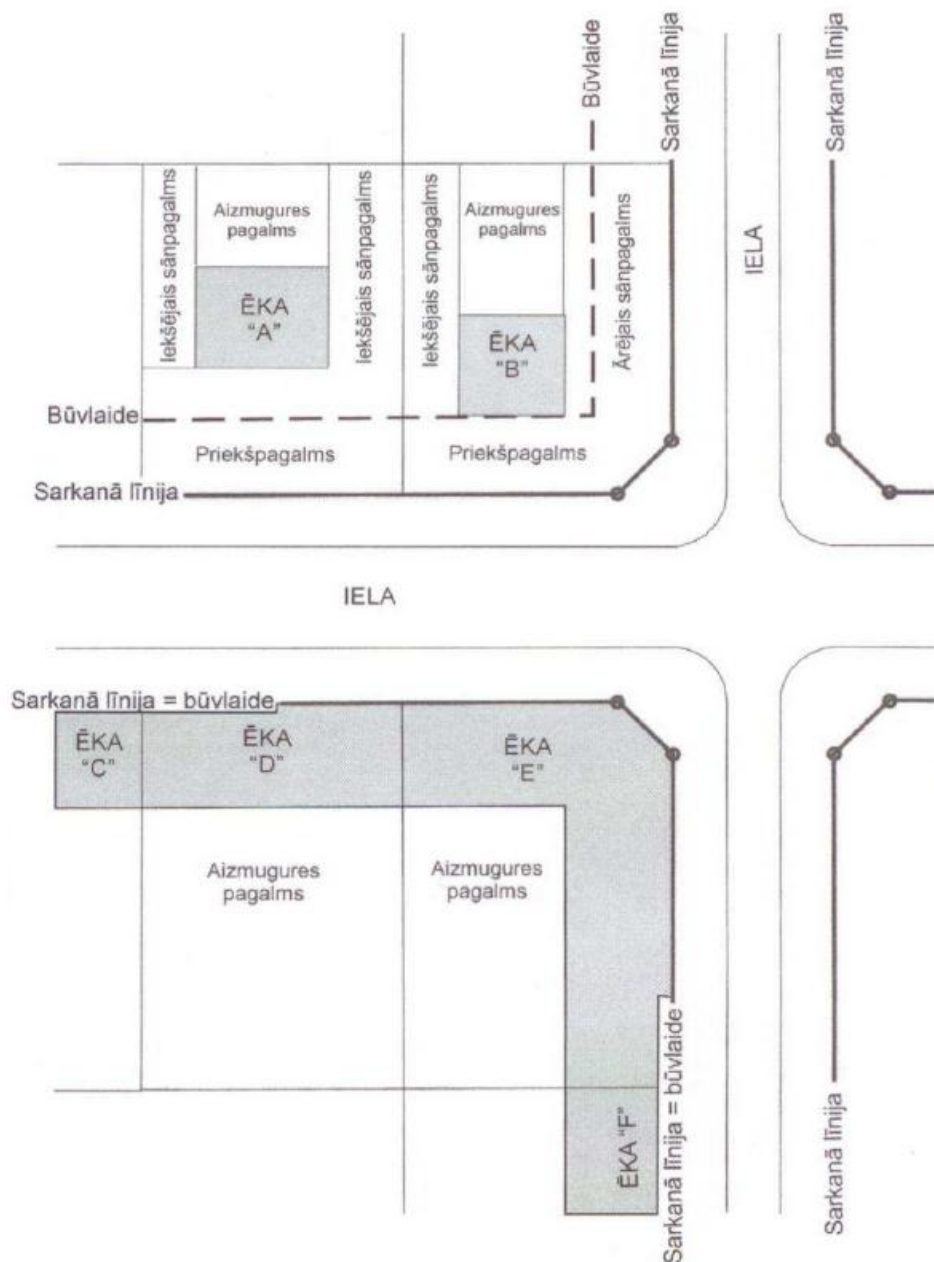 Būvlaide
Sarkanā līnija
Sarkanā līnija
Iekšējais sānpagalms
Aizmugures
pagalms
Iekšējais sānpagalms
Iekšējais sānpagalms
Aizmugures
pagalms
Ārējais sānpagalms
IELA
ĒKA
"A"
ĒKA
"B"
Būvlaide
Priekšpagalms
Priekšpagalms
Sarkanā līnija
IELA
Sarkanā līnija = būvlaide
ĒKA
"C"
ĒKA
"D"
ĒKA
"E"
Aizmugures
pagalms
Aizmugures
pagalms
ĒKA "F"
Sarkanā līnija = būvlaide
Sarkanā līnija